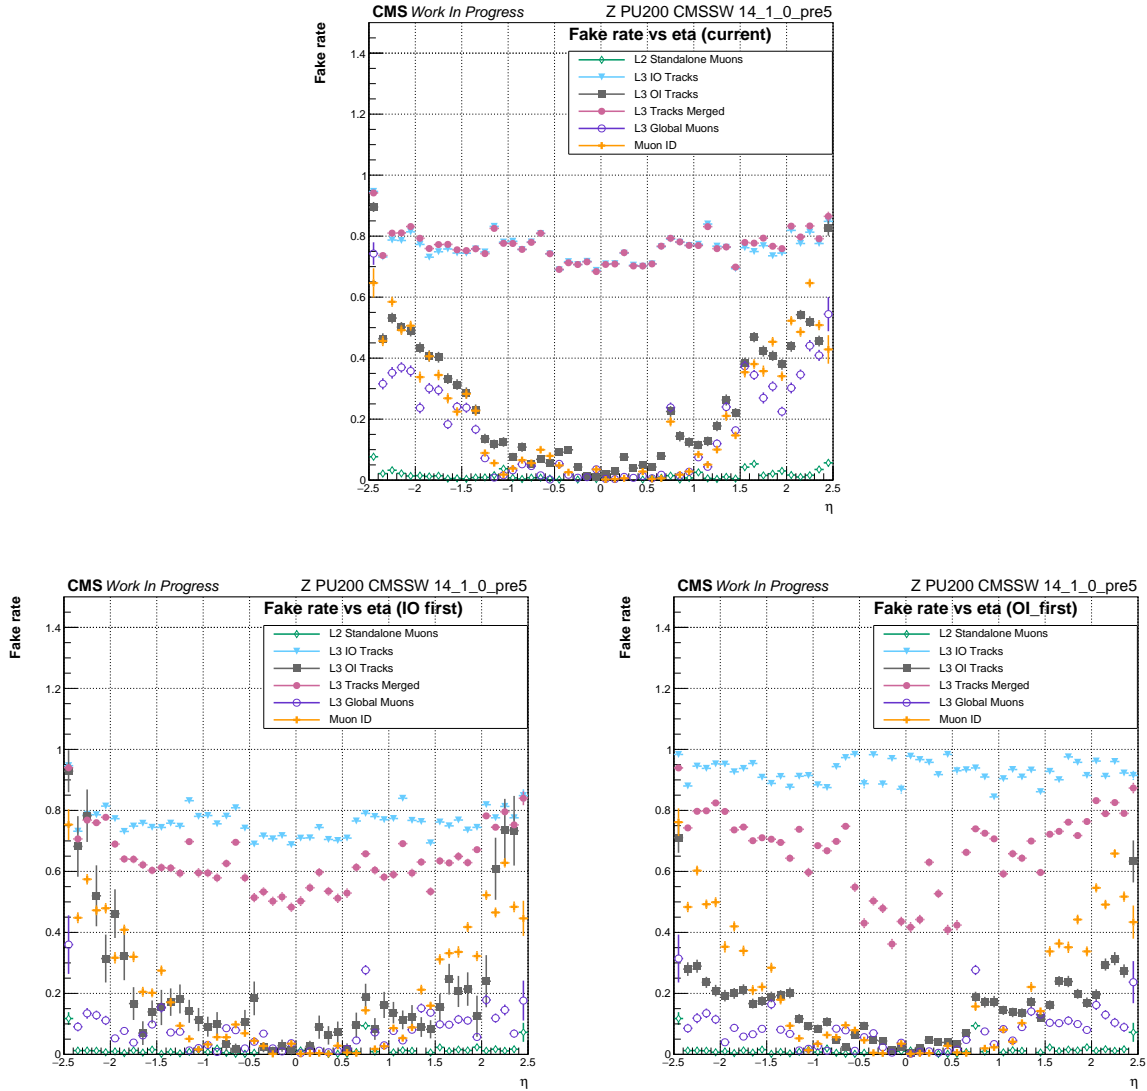 CMS Work In Progress Z PU200 CMSSW 14_1_0_pre5
Fake rate
Fake rate vs eta (current)
L2 Standalone Muons
L3 IO Tracks
L3 OI Tracks
L3 Tracks Merged
L3 Global Muons
Muon ID
1.4
1.2
1
0.8
0.6
0.4
0.2
0
−2.5 −2 −1.5 −1 −0.5 0 0.5 1 1.5 2 2.5
η
CMS Work In Progress Z PU200 CMSSW 14_1_0_pre5
Fake rate
Fake rate vs eta (IO first)
L2 Standalone Muons
L3 IO Tracks
L3 OI Tracks
L3 Tracks Merged
L3 Global Muons
Muon ID
1.4
1.2
1
0.8
0.6
0.4
0.2
0
−2.5 −2 −1.5 −1 −0.5 0 0.5 1 1.5 2 2.5
η
CMS Work In Progress Z PU200 CMSSW 14_1_0_pre5
Fake rate
Fake rate vs eta (OI_first)
L2 Standalone Muons
L3 IO Tracks
L3 OI Tracks
L3 Tracks Merged
L3 Global Muons
Muon ID
1.4
1.2
1
0.8
0.6
0.4
0.2
0
−2.5 −2 −1.5 −1 −0.5 0 0.5 1 1.5 2 2.5
η